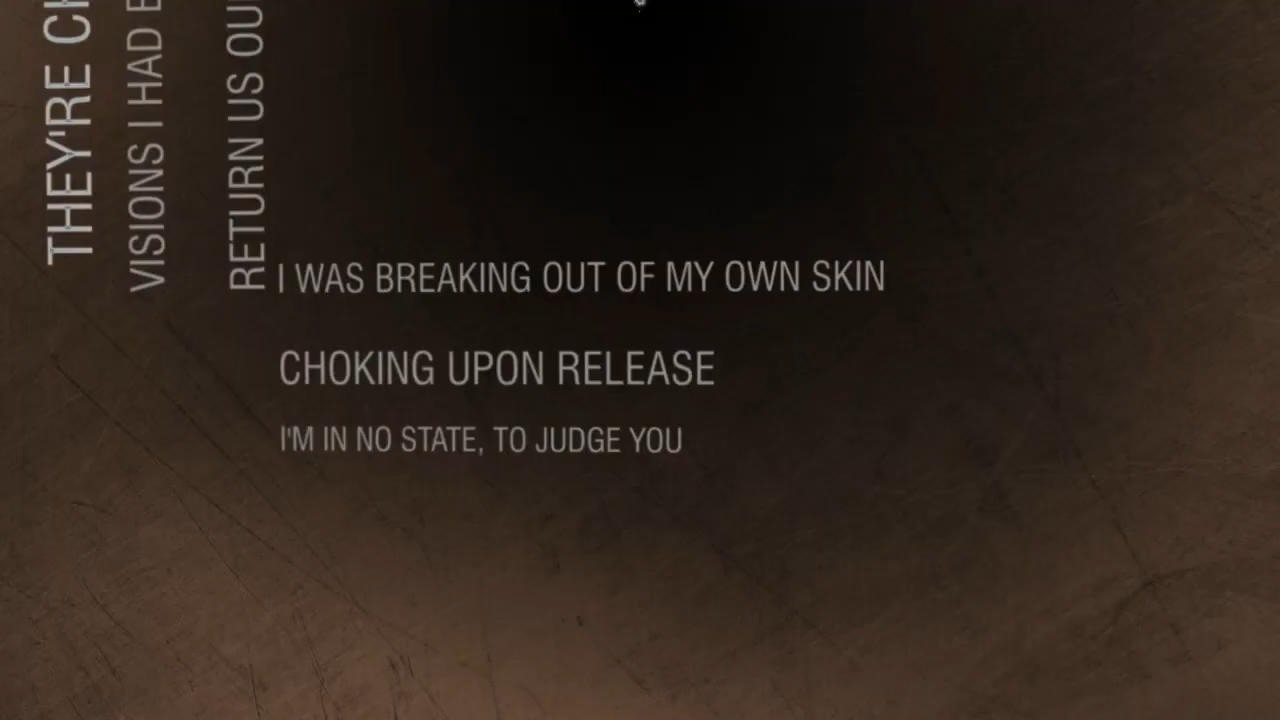 THEY'RE
VISIONS I HAD
RETURN US
I WAS BREAKING OUT OF MY OWN SKIN
CHOKING UPON RELEASE
I'M IN NO STATE, TO JUDGE YOU